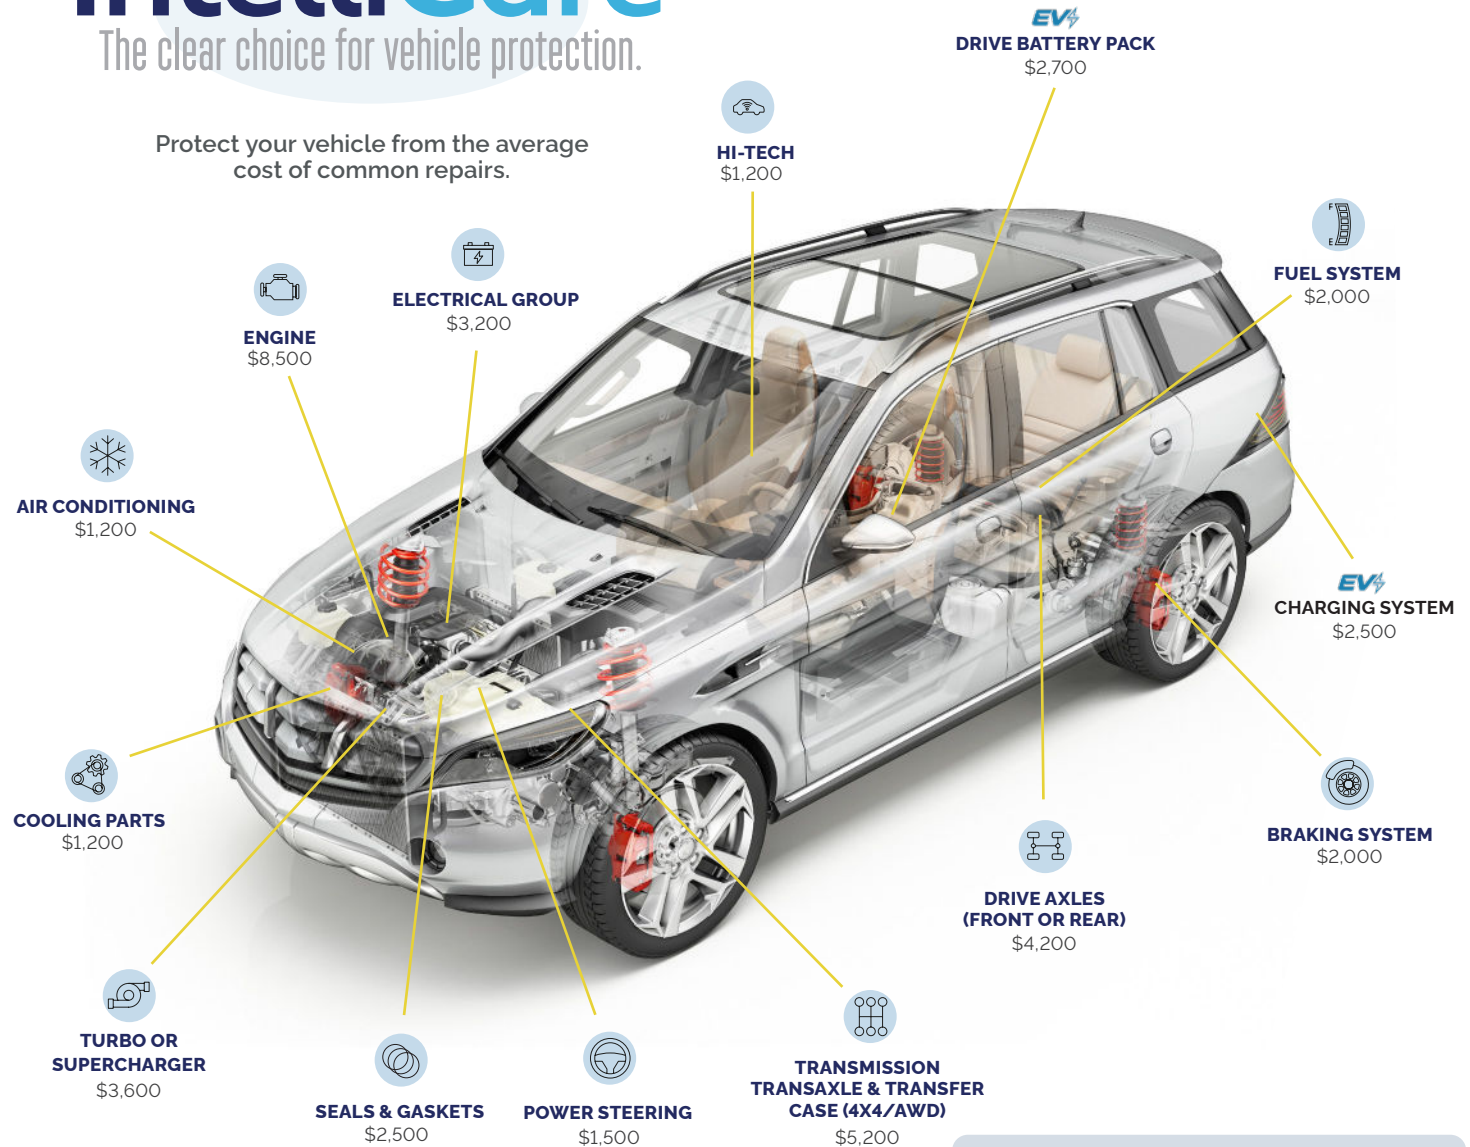 IntelliCare
The clear choice for vehicle protection.
Protect your vehicle from the average
cost of common repairs.
EV
DRIVE BATTERY PACK
$2,700
HI-TECH
$1,200
F
E
FUEL SYSTEM
$2,000
ELECTRICAL GROUP
$3,200
ENGINE
$8,500
AIR CONDITIONING
$1,200
EV
CHARGING SYSTEM
$2,500
COOLING PARTS
$1,200
BRAKING SYSTEM
$2,000
DRIVE AXLES
(FRONT OR REAR)
$4,200
TURBO OR
SUPERCHARGER
$3,600
SEALS & GASKETS
$2,500
POWER STEERING
$1,500
TRANSMISSION
TRANSAXLE & TRANSFER
CASE (4X4/AWD)
$5,200